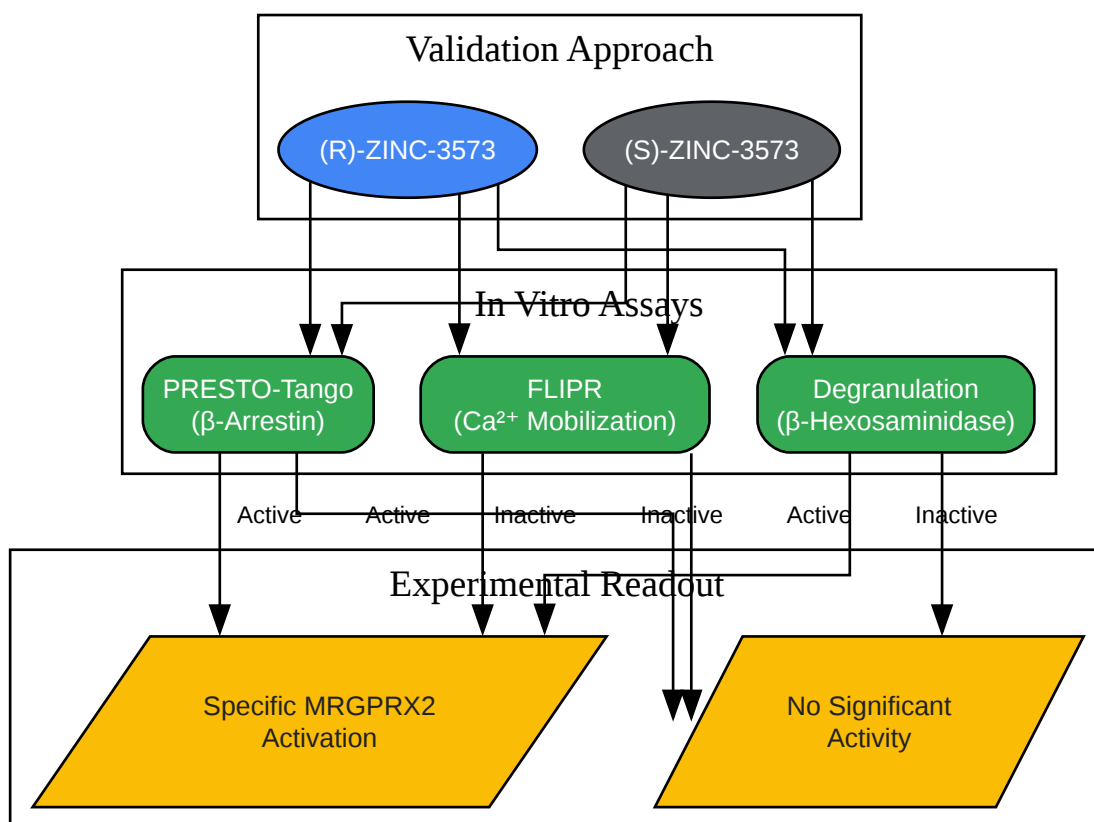 Validation Approach
(R)-ZINC-3573
(S)-ZINC-3573
In Vitro Assays
PRESTO-Tango
(β-Arrestin)
FLIPR
(Ca²⁺ Mobilization)
Degranulation
(β-Hexosaminidase)
Active
Active
Inactive
Inactive
Active
Inactive
Experimental Readout
Specific MRGPRX2
Activation
No Significant
Activity